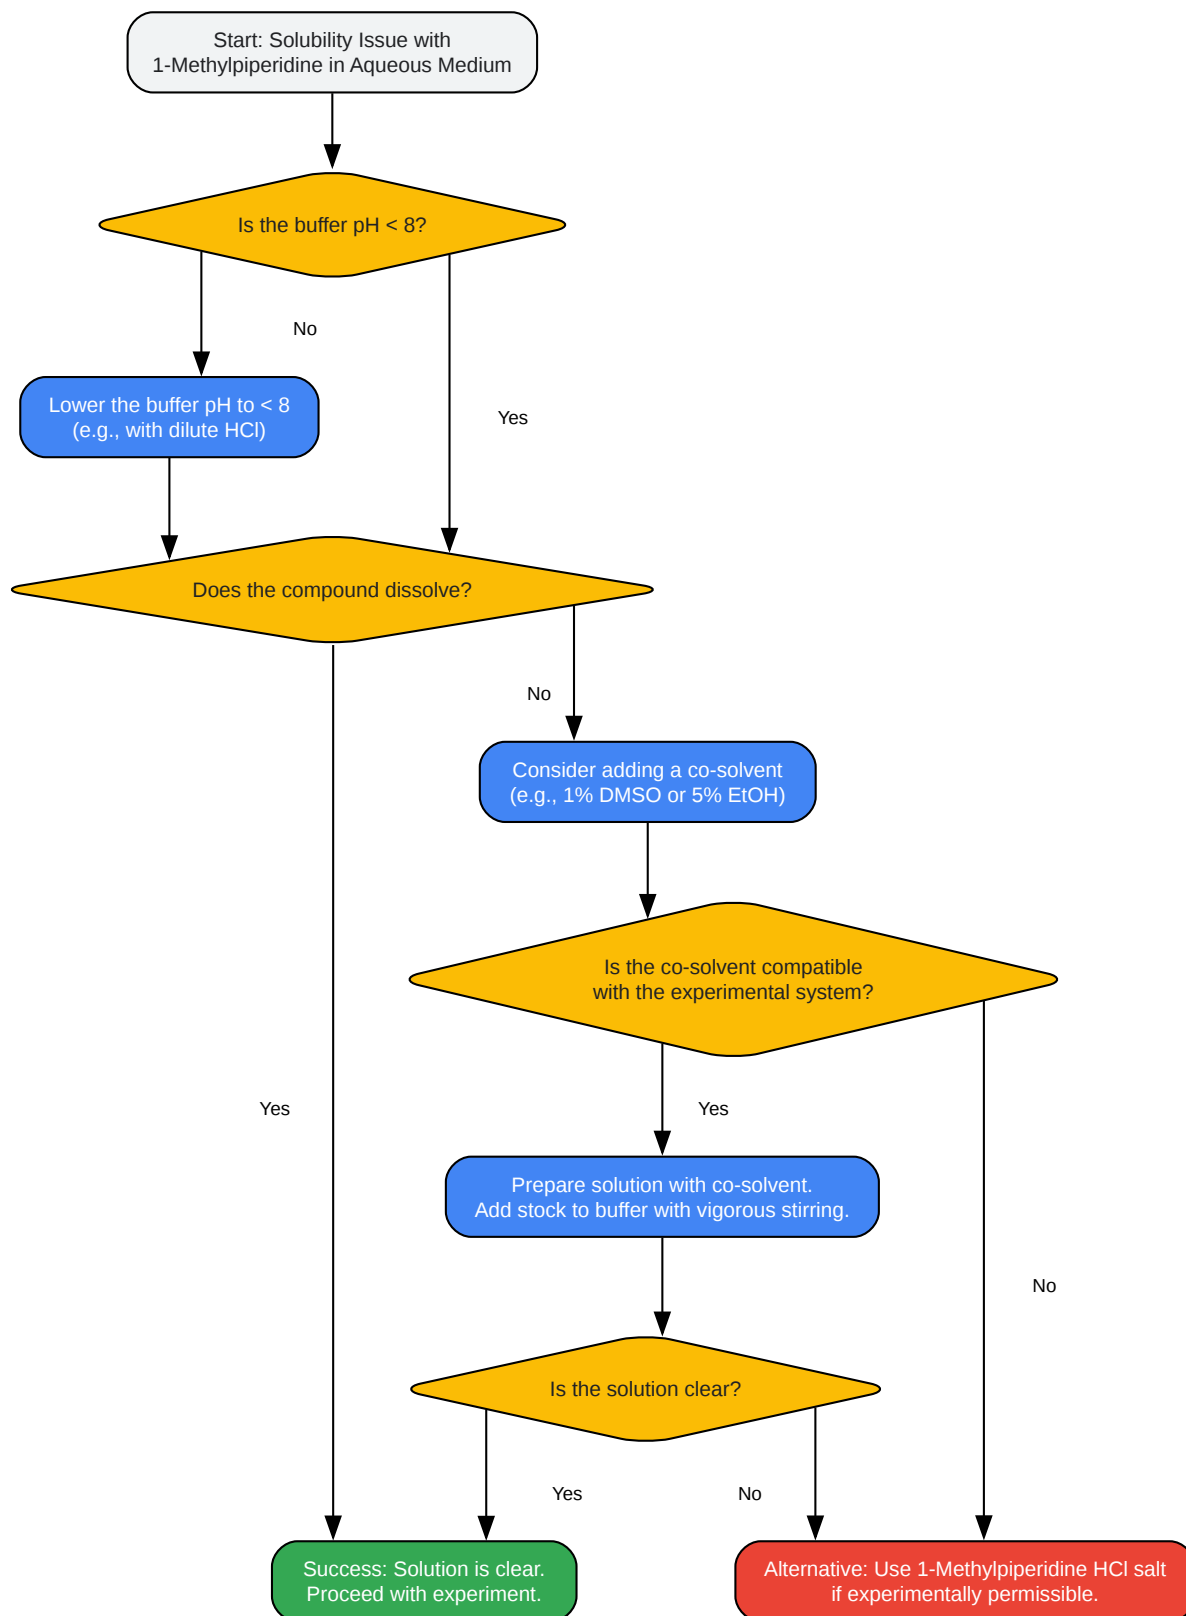 Start: Solubility Issue with
1-Methylpiperidine in Aqueous Medium
Is the buffer pH < 8?
No
Lower the buffer pH to < 8
(e.g., with dilute HCl)
Yes
Does the compound dissolve?
No
Consider adding a co-solvent
(e.g., 1% DMSO or 5% EtOH)
Is the co-solvent compatible
with the experimental system?
Yes
Yes
Prepare solution with co-solvent.
Add stock to buffer with vigorous stirring.
No
Is the solution clear?
Yes
No
Success: Solution is clear.
Proceed with experiment.
Alternative: Use 1-Methylpiperidine HCl salt
if experimentally permissible.